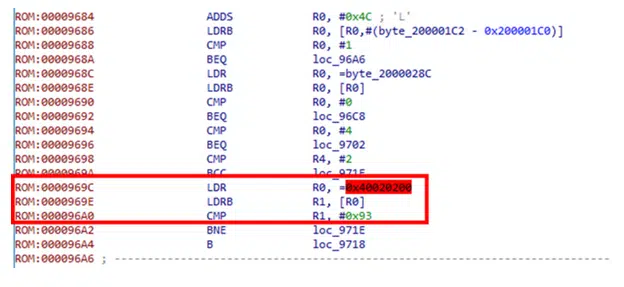 ROM:00009684 ADDS R0, #0x4C ; 'L'
ROM:00009686 LDRB R0, [R0,#(byte_200001C2 - 0x200001C0)]
ROM:00009688 CMP R0, #1
ROM:0000968A BEQ loc_96A6
ROM:0000968C LDR R0, =byte_2000028C
ROM:0000968E LDRB R0, [R0]
ROM:00009690 CMP R0, #0
ROM:00009692 BEQ loc_96C8
ROM:00009694 CMP R0, #4
ROM:00009696 BEQ loc_9702
ROM:00009698 CMP R4, #2
ROM:0000969A BCC loc_971E
ROM:0000969C LDR R0, =0x40020200
ROM:0000969E LDRB R1, [R0]
ROM:000096A0 CMP R1, #0x93
ROM:000096A2 BNE loc_971E
ROM:000096A4 B loc_9718
ROM:000096A6 ; ---------------------------------------------------------------------------